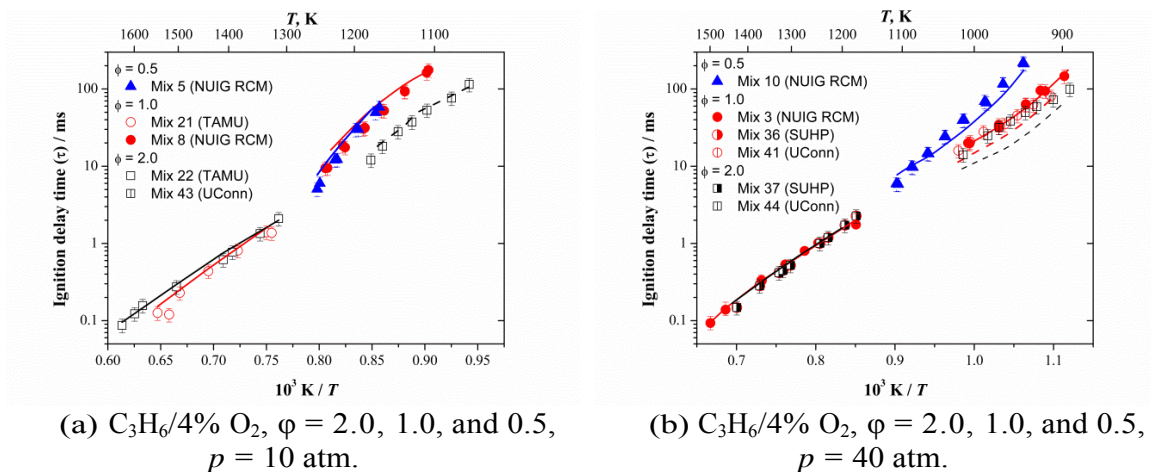 T, K
1600 1500 1400 1300 1200 1100
Ignition delay time (τ) / ms
100
10
1
0.1
ϕ = 0.5
Mix 5 (NUIG RCM)
ϕ = 1.0
Mix 21 (TAMU)
Mix 8 (NUIG RCM)
ϕ = 2.0
Mix 22 (TAMU)
Mix 43 (UConn)
0.60 0.65 0.70 0.75 0.80 0.85 0.90 0.95
10³ K / T
(a) C₃H₆/4% O₂, φ = 2.0, 1.0, and 0.5,
p = 10 atm.
T, K
1500 1400 1300 1200 1100 1000 900
Ignition delay time (τ) / ms
100
10
1
0.1
ϕ = 0.5
Mix 10 (NUIG RCM)
ϕ = 1.0
Mix 3 (NUIG RCM)
Mix 36 (SUHP)
Mix 41 (UConn)
ϕ = 2.0
Mix 37 (SUHP)
Mix 44 (UConn)
0.7 0.8 0.9 1.0 1.1
10³ K / T
(b) C₃H₆/4% O₂, φ = 2.0, 1.0, and 0.5,
p = 40 atm.